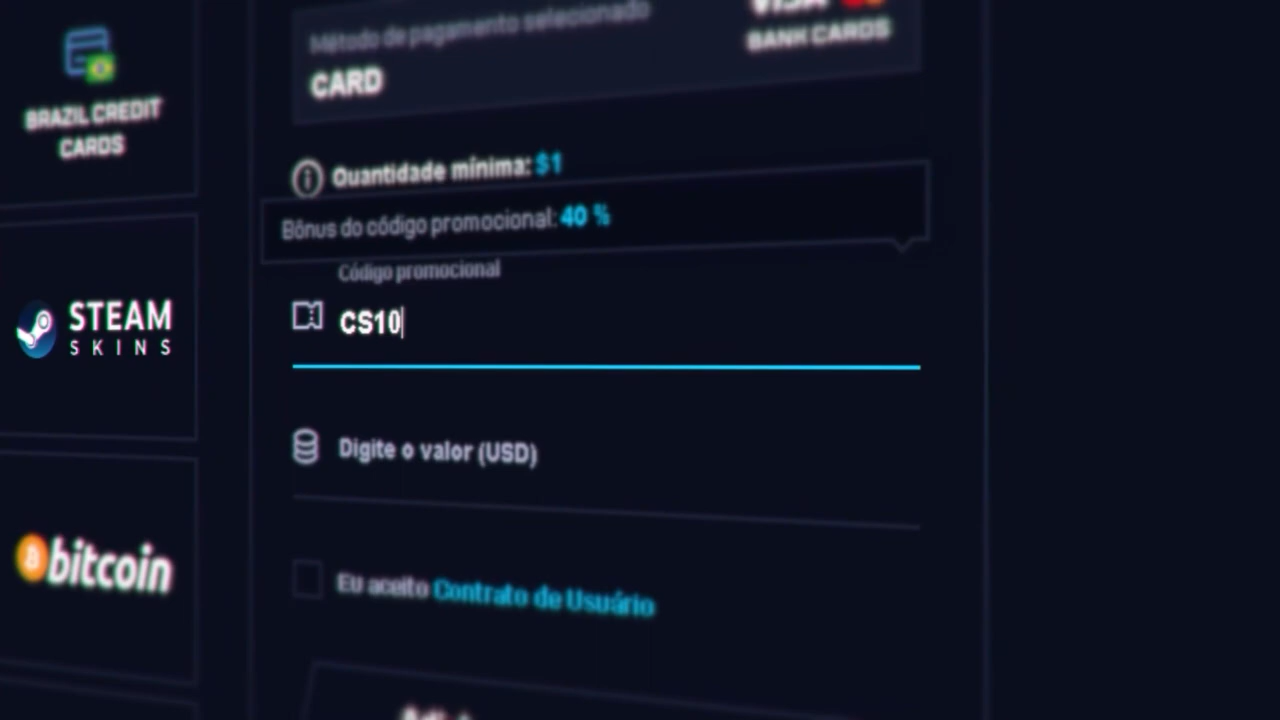 BRAZIL CREDIT
CARDS
STEAM
SKINS
bitcoin
Método de pagamento selecionado
CARD
VISA
BANK CARDS
Quantidade mínima: $1
Bônus do código promocional: 40 %
Código promocional
CS10
Digite o valor (USD)
Eu aceito Contrato de Usuário